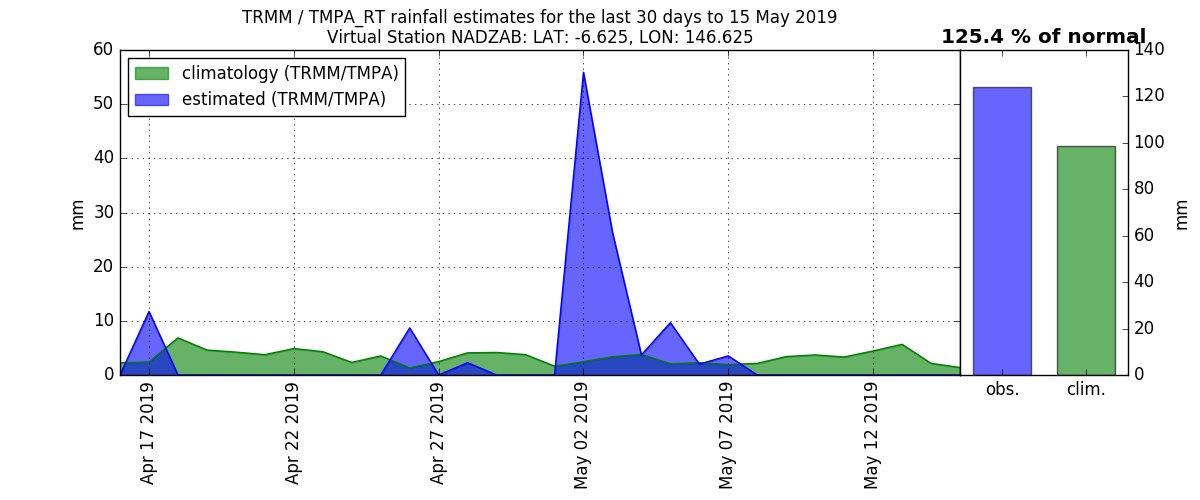 TRMM / TMPA_RT rainfall estimates for the last 30 days to 15 May 2019
Virtual Station NADZAB: LAT: -6.625, LON: 146.625
125.4 % of normal
climatology (TRMM/TMPA)
estimated (TRMM/TMPA)
60
50
40
30
20
10
0
mm
Apr 17 2019
Apr 22 2019
Apr 27 2019
May 02 2019
May 07 2019
May 12 2019
140
120
100
80
60
40
20
0
mm
obs.
clim.